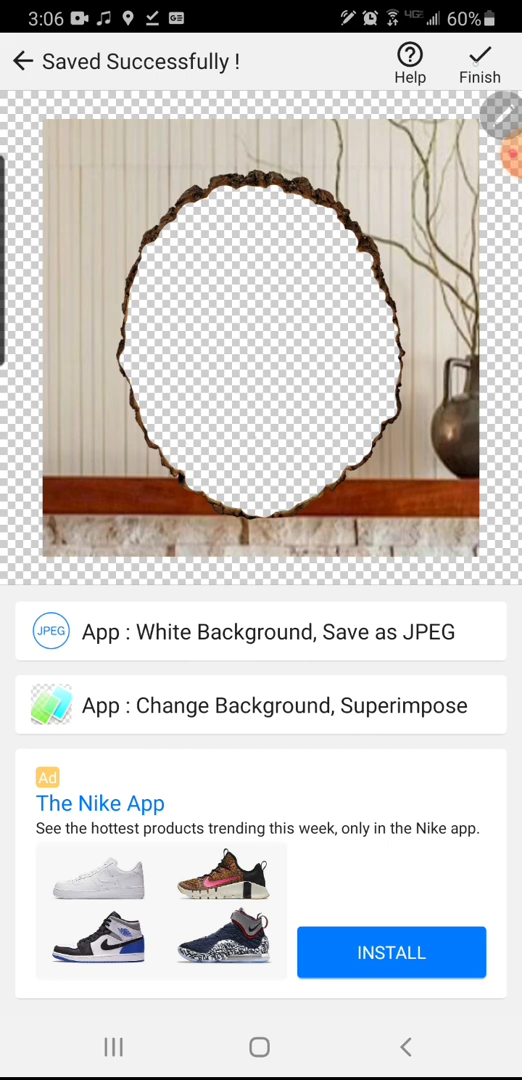 3:06 4G 60%
Saved Successfully !
Help
Finish
JPEG App : White Background, Save as JPEG
App : Change Background, Superimpose
Ad
The Nike App
See the hottest products trending this week, only in the Nike app.
INSTALL